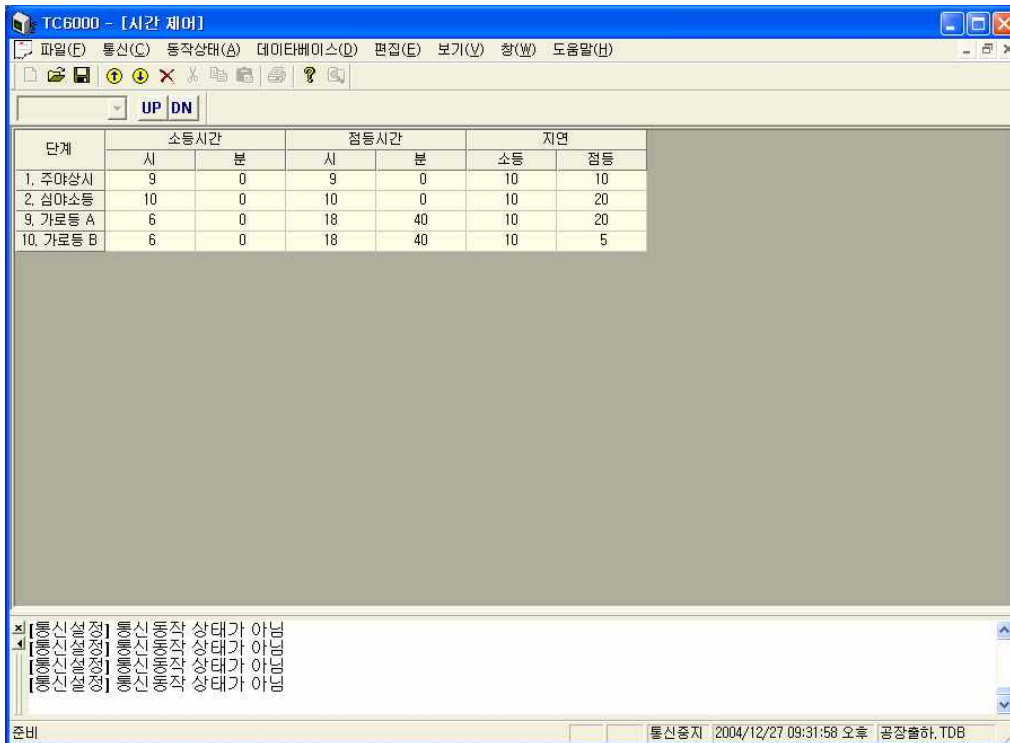 TC6000 - [시간 제어]
파일(F) 통신(C) 동작상태(A) 데이타베이스(D) 편집(E) 보기(V) 창(W) 도움말(H)
UP DN
단계 소등시간 점등시간 지연
시 분 시 분 소등 점등
1. 주야상시 9 0 9 0 10 10
2. 심야소등 10 0 10 0 10 20
9. 가로등 A 6 0 18 40 10 20
10. 가로등 B 6 0 18 40 10 5
[통신설정] 통신동작 상태가 아님
[통신설정] 통신동작 상태가 아님
[통신설정] 통신동작 상태가 아님
[통신설정] 통신동작 상태가 아님
준비 통신중지 2004/12/27 09:31:58 오후 공장출하.TDB